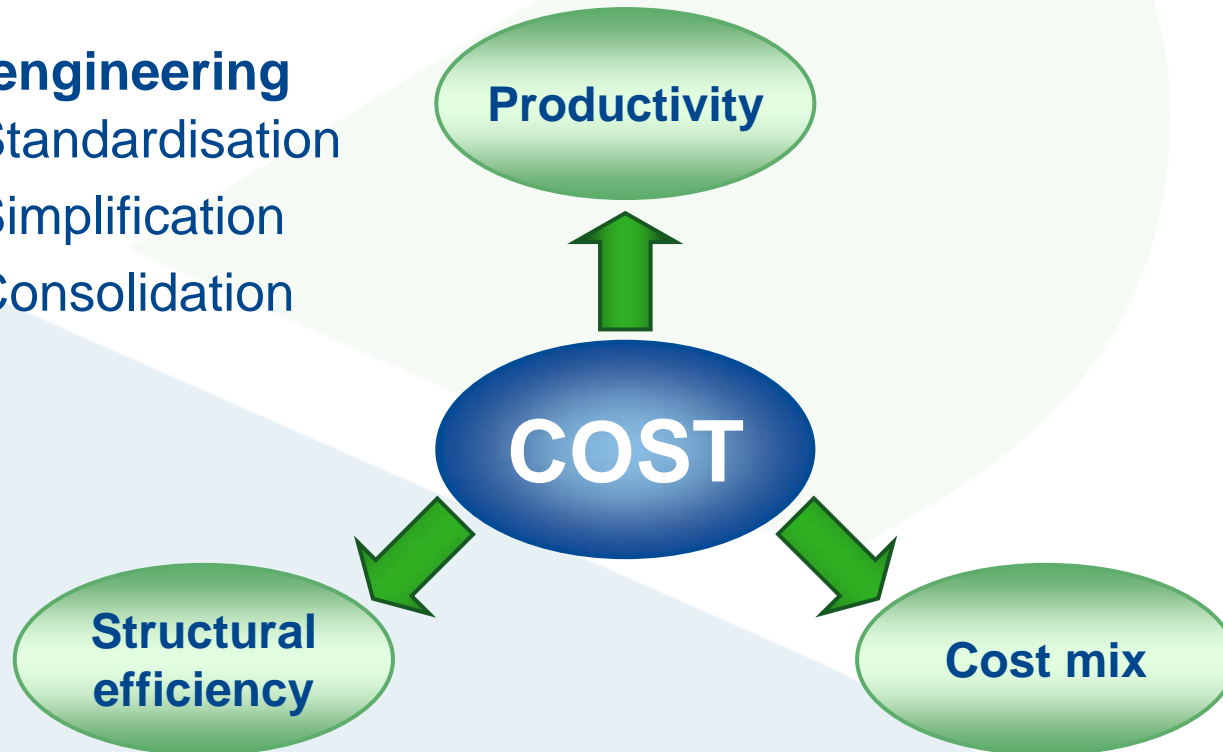 engineering
Standardisation
Simplification
Consolidation
Productivity
COST
Structural
efficiency
Cost mix